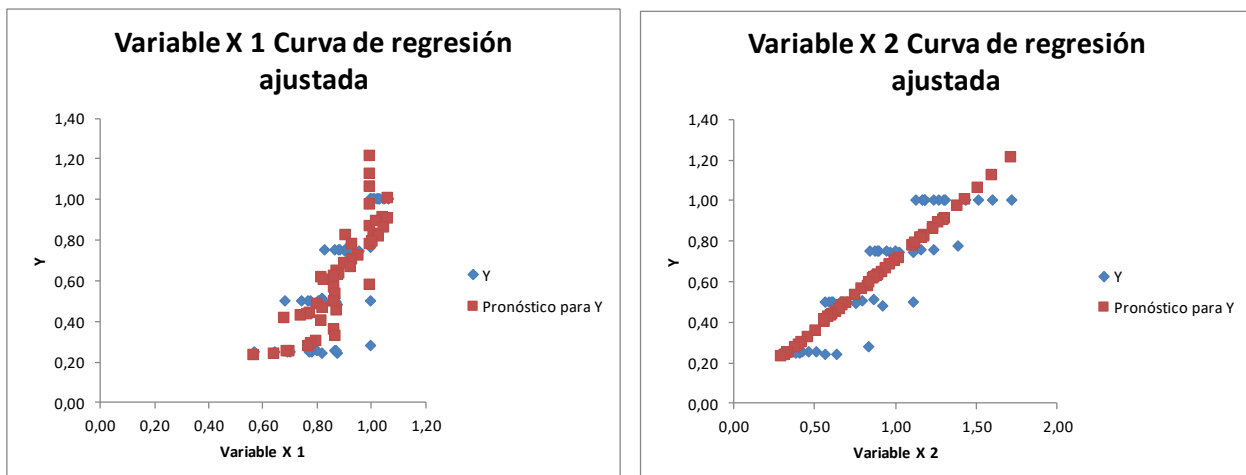 Variable X 1 Curva de regresión
ajustada
1,40
1,20
1,00
0,80
0,60
0,40
0,20
0,00
Y
0,00 0,20 0,40 0,60 0,80 1,00 1,20
Variable X 1
Y
Pronóstico para Y
Variable X 2 Curva de regresión
ajustada
1,40
1,20
1,00
0,80
0,60
0,40
0,20
0,00
Y
0,00 0,50 1,00 1,50 2,00
Variable X 2
Y
Pronóstico para Y